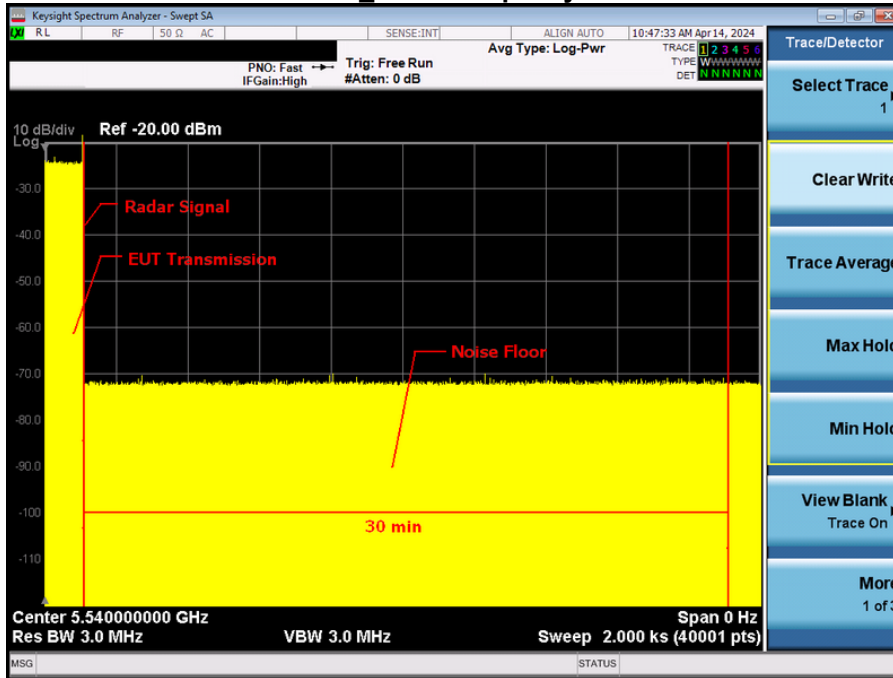 Keysight Spectrum Analyzer - Swept SA
LXI RL RF 50 Ω AC SENSE:INT ALIGN AUTO 10:47:33 AM Apr 14, 2024
Avg Type: Log-Pwr
TRACE 1 2 3 4 5 6
TYPE WWWWWW
DET N N N N N N
PNO: Fast
IFGain:High
Trig: Free Run
#Atten: 0 dB
Trace/Detector
Select Trace
1
Clear Write
Trace Average
Max Hold
Min Hold
View Blank
Trace On
More
1 of 3
10 dB/div Ref -20.00 dBm
Log
-30.0
-40.0
-50.0
-60.0
-70.0
-80.0
-90.0
-100
-110
Radar Signal
EUT Transmission
Noise Floor
30 min
Center 5.540000000 GHz Span 0 Hz
Res BW 3.0 MHz VBW 3.0 MHz Sweep 2.000 ks (40001 pts)
MSG STATUS